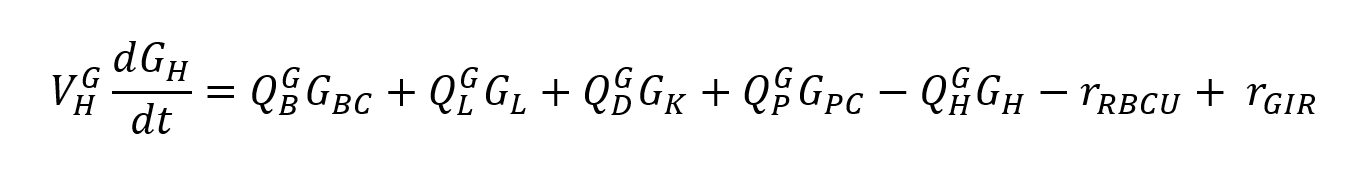 V_H^G dG_H/dt = Q_B^G G_BC + Q_L^G G_L + Q_D^G G_K + Q_P^G G_PC − Q_H^G G_H − r_RBCU + r_GIR